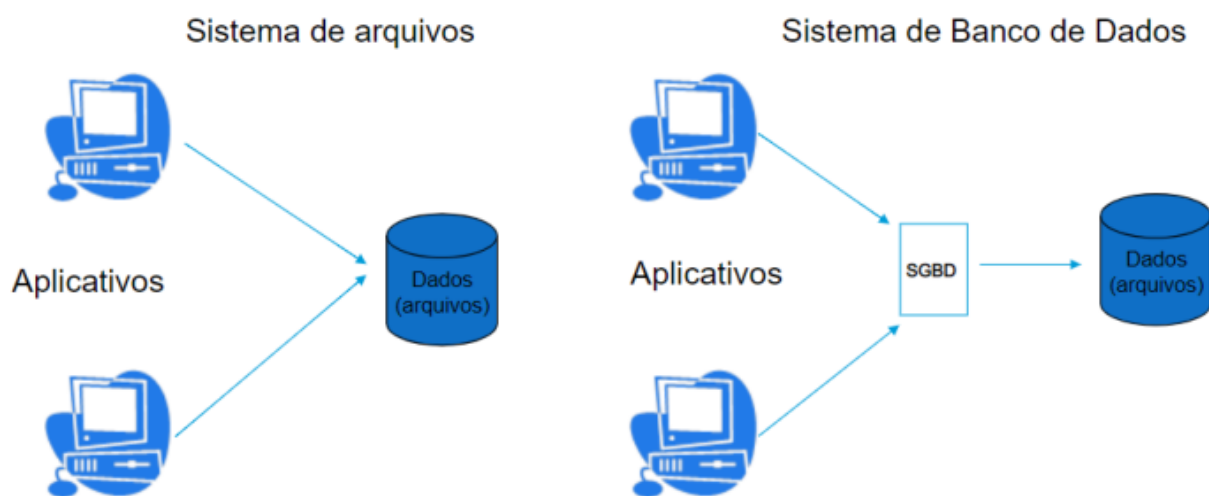 Sistema de arquivos
Aplicativos
Dados
(arquivos)
Sistema de Banco de Dados
Aplicativos
SGBD
Dados
(arquivos)